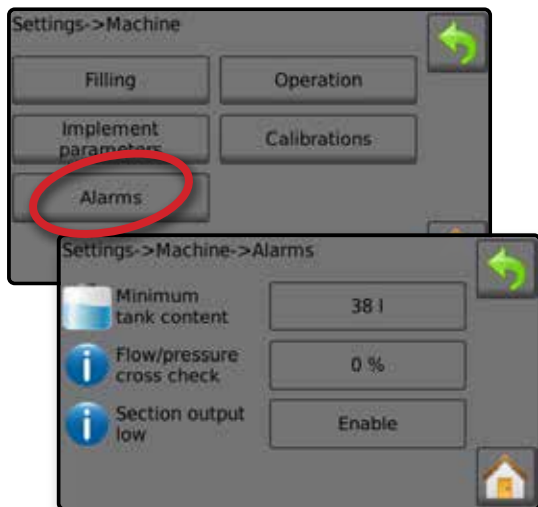 Settings->Machine
Filling
Operation
Implement
parameters
Calibrations
Alarms
Settings->Machine->Alarms
Minimum
tank content
38 l
Flow/pressure
cross check
0 %
Section output
low
Enable